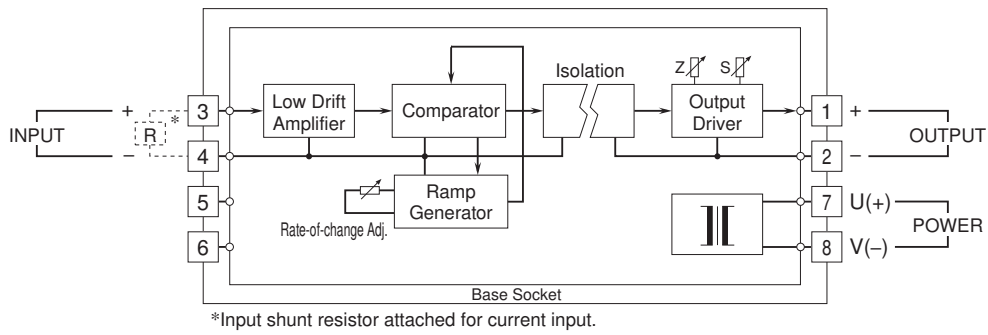 Isolation
Z
S
INPUT
+
R
*
−
3
4
5
6
Low Drift
Amplifier
Comparator
Output
Driver
Ramp
Generator
Rate-of-change Adj.
1
+
2
−
OUTPUT
7
U(+)
8
V(−)
POWER
Base Socket
*Input shunt resistor attached for current input.